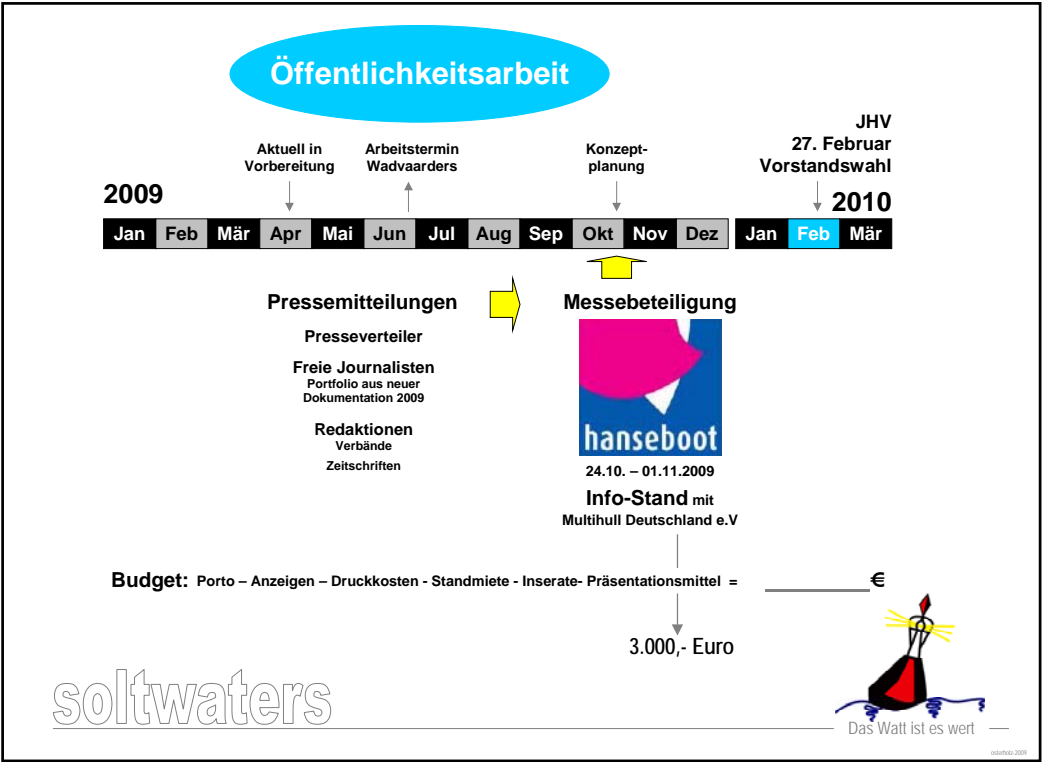 Öffentlichkeitsarbeit
JHV
27. Februar
Vorstandswahl
Aktuell in
Vorbereitung
Arbeitstermin
Wadvaarders
Konzept-
planung
2009
2010
Jan Feb Mär Apr Mai Jun Jul Aug Sep Okt Nov Dez Jan Feb Mär
Pressemitteilungen
Presseverteiler
Freie Journalisten
Portfolio aus neuer
Dokumentation 2009
Redaktionen
Verbände
Zeitschriften
Messebeteiligung
hanseboot
24.10. – 01.11.2009
Info-Stand mit
Multihull Deutschland e.V
Budget: Porto – Anzeigen – Druckkosten - Standmiete - Inserate- Präsentationsmittel = ________ €
3.000,- Euro
soltwaters
Das Watt ist es wert
osterholz 2009